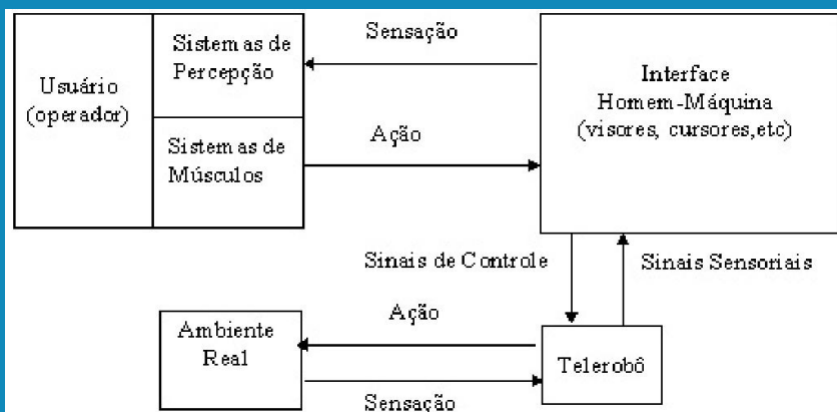 Usuário
(operador)
Sistemas de
Percepção
Sistemas de
Músculos
Sensação
Ação
Interface
Homem-Máquina
(visores, cursores,etc)
Sinais de Controle
Sinais Sensoriais
Ambiente
Real
Ação
Sensação
Telerobô